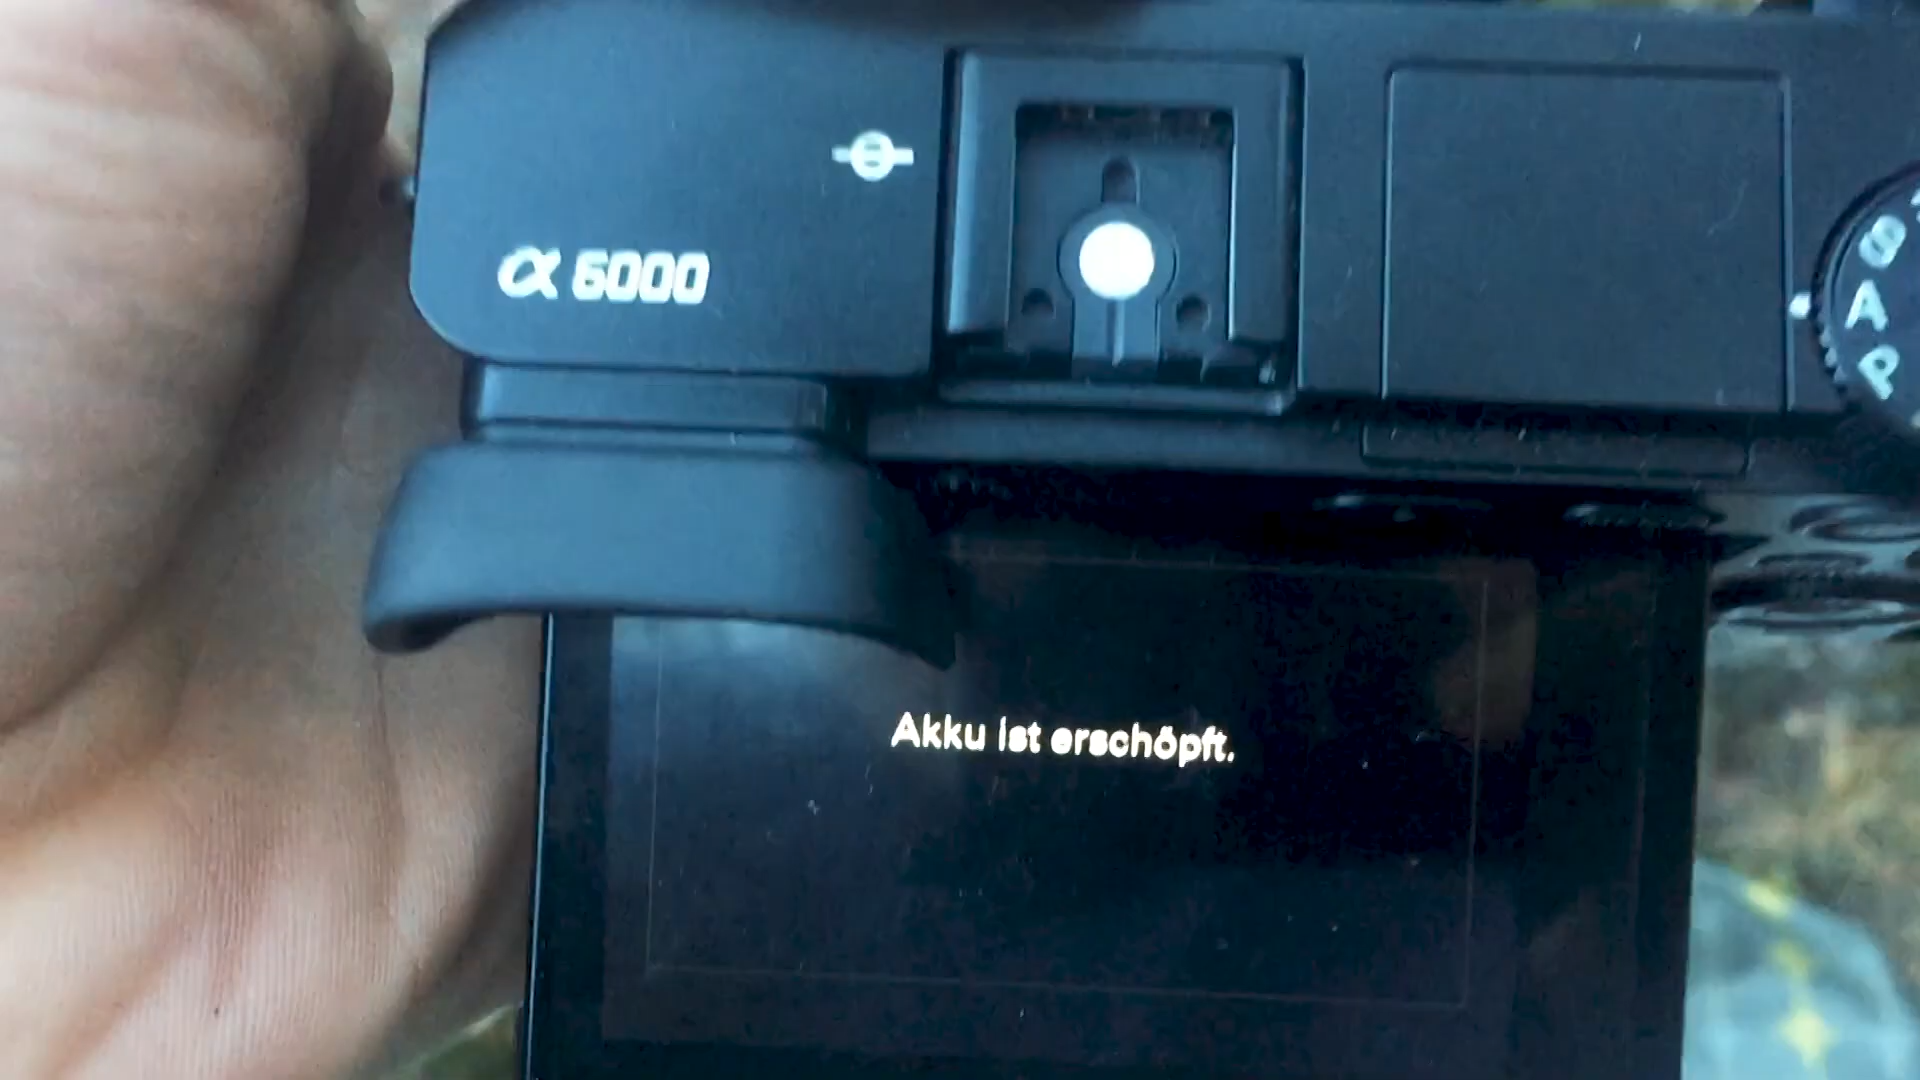 α 6000
S
A
P
Akku ist erschöpft.